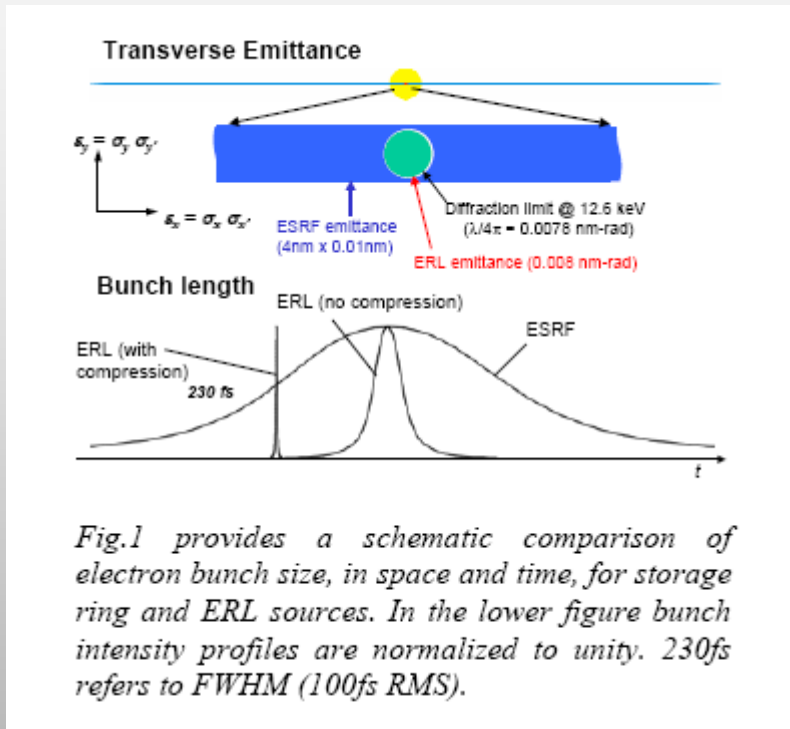 Transverse Emittance
εy = σy σy'
εx = σx σx'
ESRF emittance
(4nm x 0.01nm)
Diffraction limit @ 12.6 keV
(λ/4π = 0.0078 nm-rad)
ERL emittance (0.008 nm-rad)
Bunch length
ERL (no compression)
ESRF
ERL (with
compression)
230 fs
t
Fig.1 provides a schematic comparison of
electron bunch size, in space and time, for storage
ring and ERL sources. In the lower figure bunch
intensity profiles are normalized to unity. 230fs
refers to FWHM (100fs RMS).